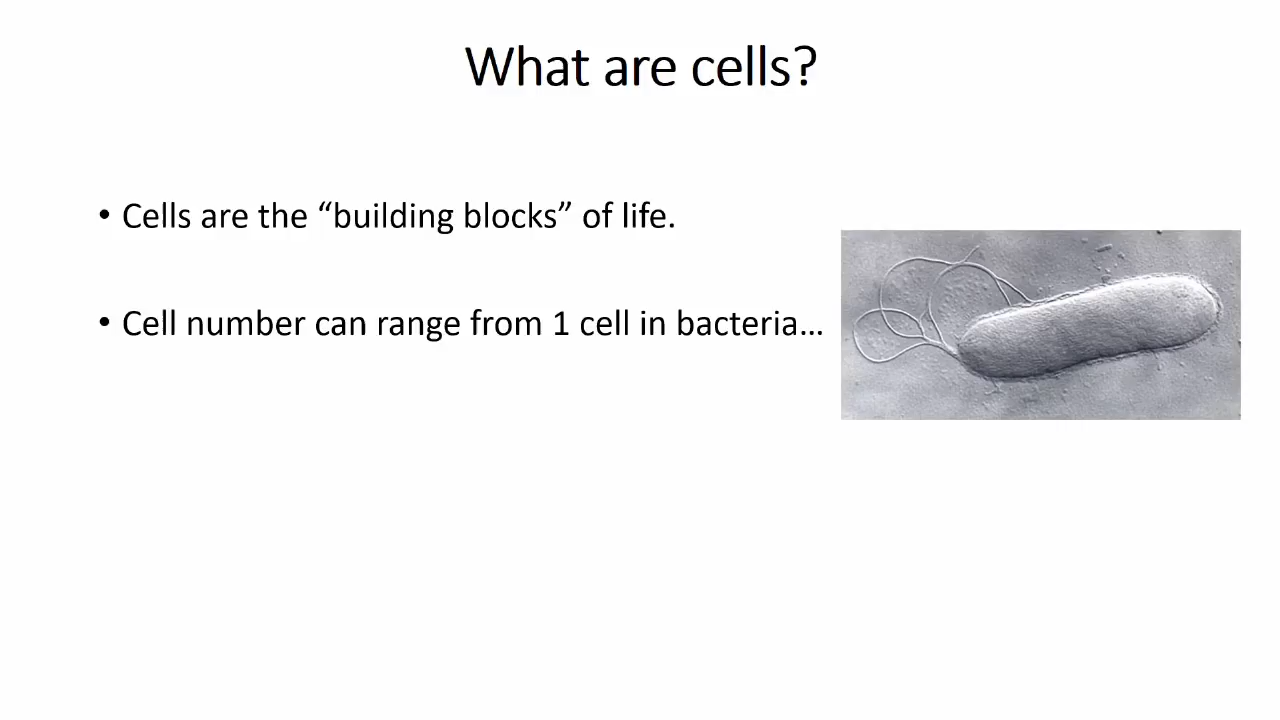 What are cells?
• Cells are the “building blocks” of life.
• Cell number can range from 1 cell in bacteria…